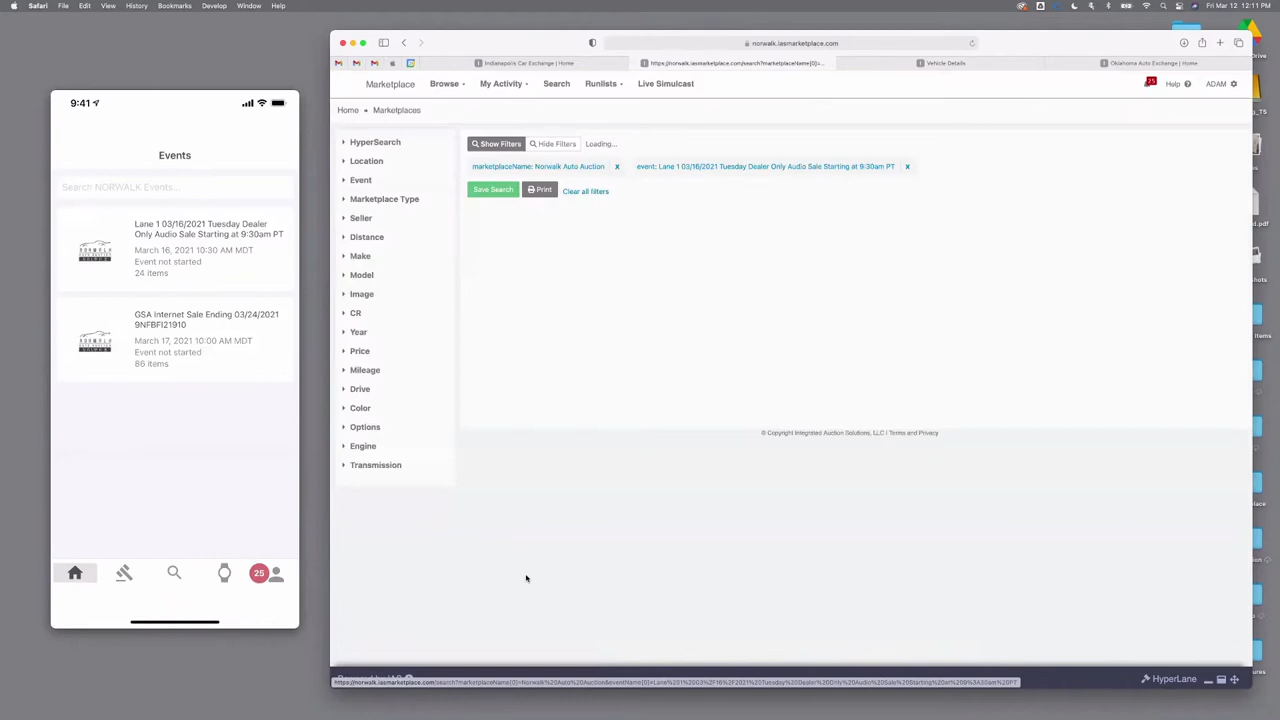 Safari File Edit View History Bookmarks Develop Window Help
Fri Mar 12 12:11 PM
norwalk.iasmarketplace.com
Indianapolis Car Exchange | Home
https://norwalk.iasmarketplace.com/search?marketplaceName[0]=...
Vehicle Details
Oklahoma Auto Exchange | Home
Marketplace Browse My Activity Search Runlists Live Simulcast
25 Help ADAM
Home Marketplaces
HyperSearch
Location
Event
Marketplace Type
Seller
Distance
Make
Model
Image
CR
Year
Price
Mileage
Drive
Color
Options
Engine
Transmission
Show Filters Hide Filters Loading...
marketplaceName: Norwalk Auto Auction x event: Lane 1 03/16/2021 Tuesday Dealer Only Audio Sale Starting at 9:30am PT x
Save Search Print Clear all filters
© Copyright Integrated Auction Solutions, LLC | Terms and Privacy
HyperLane
9:41
Events
Search NORWALK Events...
Lane 1 03/16/2021 Tuesday Dealer
Only Audio Sale Starting at 9:30am PT
March 16, 2021 10:30 AM MDT
Event not started
24 items
GSA Internet Sale Ending 03/24/2021
9NFBFI21910
March 17, 2021 10:00 AM MDT
Event not started
86 items
25